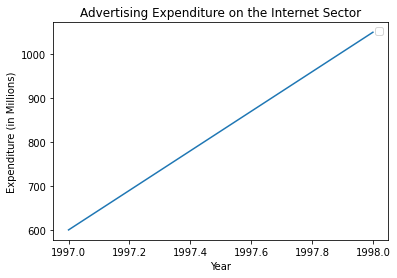 Advertising Expenditure on the Internet Sector
Expenditure (in Millions)
1000
900
800
700
600
1997.0 1997.2 1997.4 1997.6 1997.8 1998.0
Year